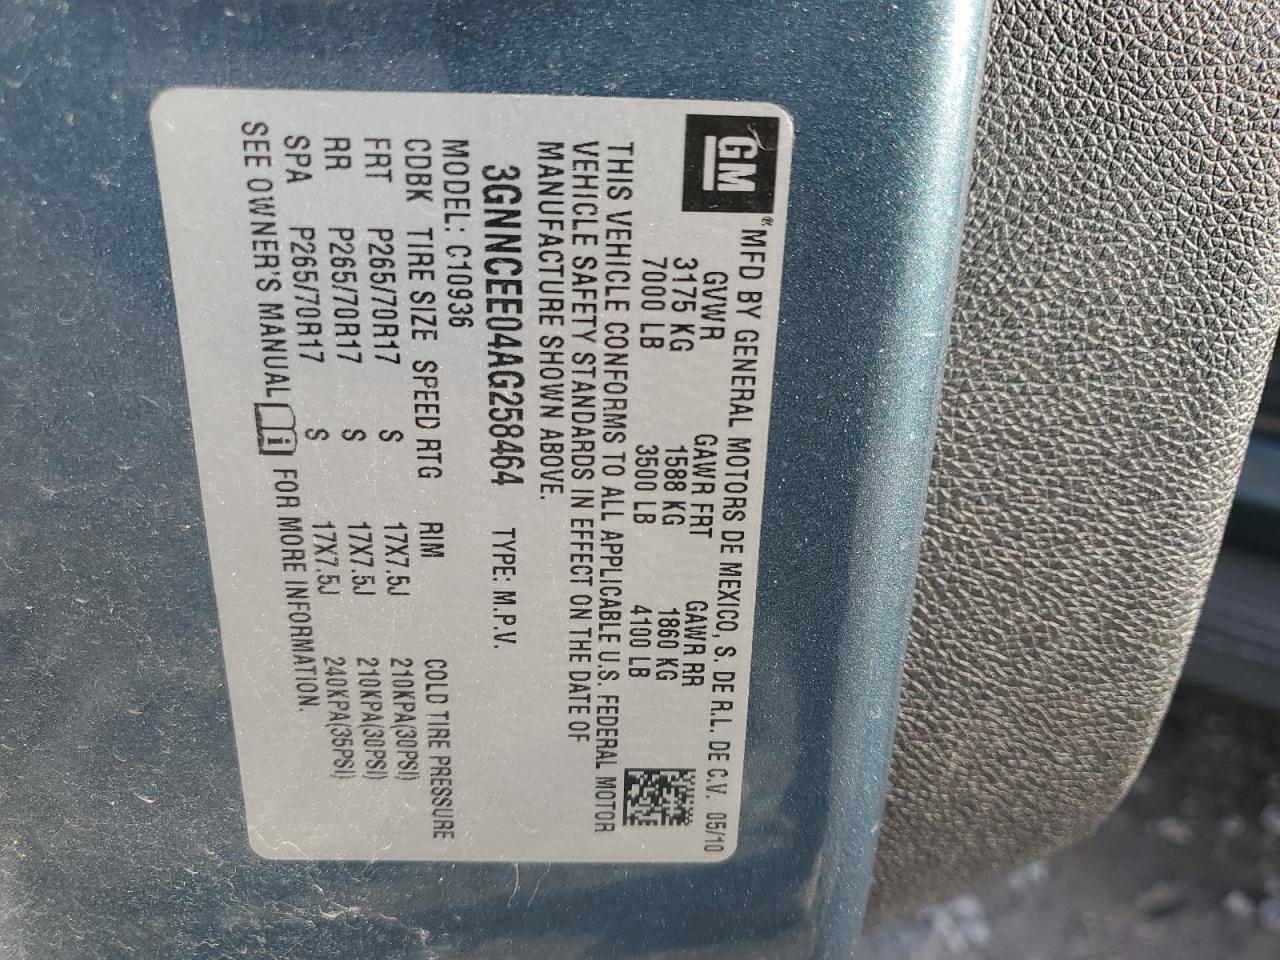 GM
® MFD BY GENERAL MOTORS DE MEXICO, S. DE R.L. DE C.V. 05/10
GVWR GAWR FRT GAWR RR
3175 KG 1588 KG 1860 KG
7000 LB 3500 LB 4100 LB
THIS VEHICLE CONFORMS TO ALL APPLICABLE U.S. FEDERAL MOTOR
VEHICLE SAFETY STANDARDS IN EFFECT ON THE DATE OF
MANUFACTURE SHOWN ABOVE.
3GNNCEE04AG258464 TYPE: M.P.V.
MODEL: C10936
CDBK TIRE SIZE SPEED RTG RIM COLD TIRE PRESSURE
FRT P265/70R17 S 17X7.5J 210KPA(30PSI)
RR P265/70R17 S 17X7.5J 210KPA(30PSI)
SPA P265/70R17 S 17X7.5J 240KPA(35PSI)
SEE OWNER'S MANUAL i FOR MORE INFORMATION.